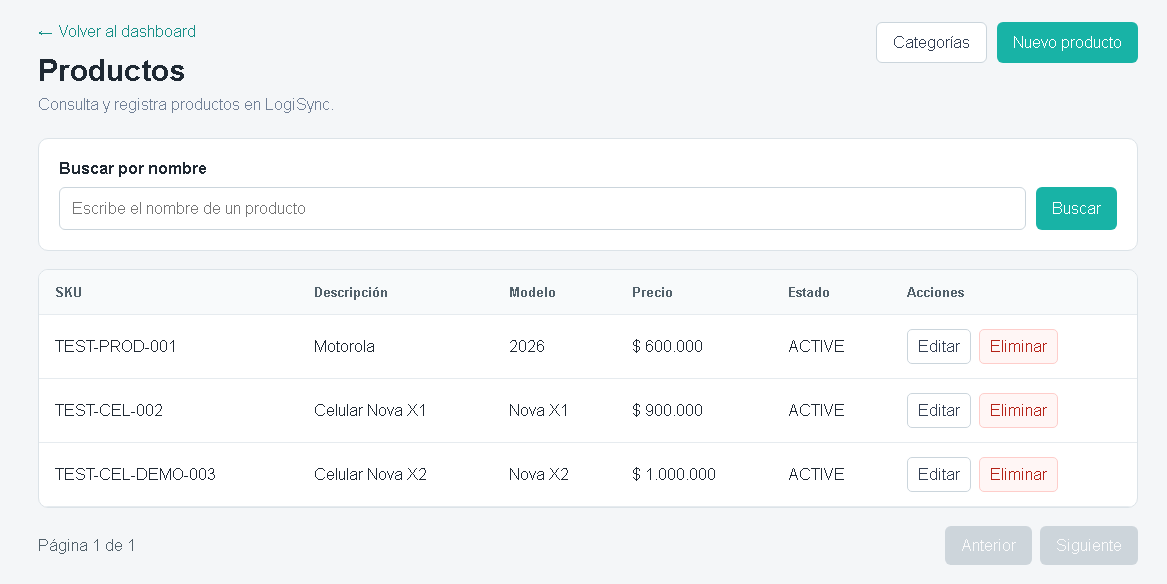 ← Volver al dashboard
Categorías
Nuevo producto
Productos
Consulta y registra productos en LogiSync.
Buscar por nombre
Escribe el nombre de un producto
Buscar
SKU Descripción Modelo Precio Estado Acciones
TEST-PROD-001 Motorola 2026 $ 600.000 ACTIVE Editar Eliminar
TEST-CEL-002 Celular Nova X1 Nova X1 $ 900.000 ACTIVE Editar Eliminar
TEST-CEL-DEMO-003 Celular Nova X2 Nova X2 $ 1.000.000 ACTIVE Editar Eliminar
Página 1 de 1
Anterior
Siguiente